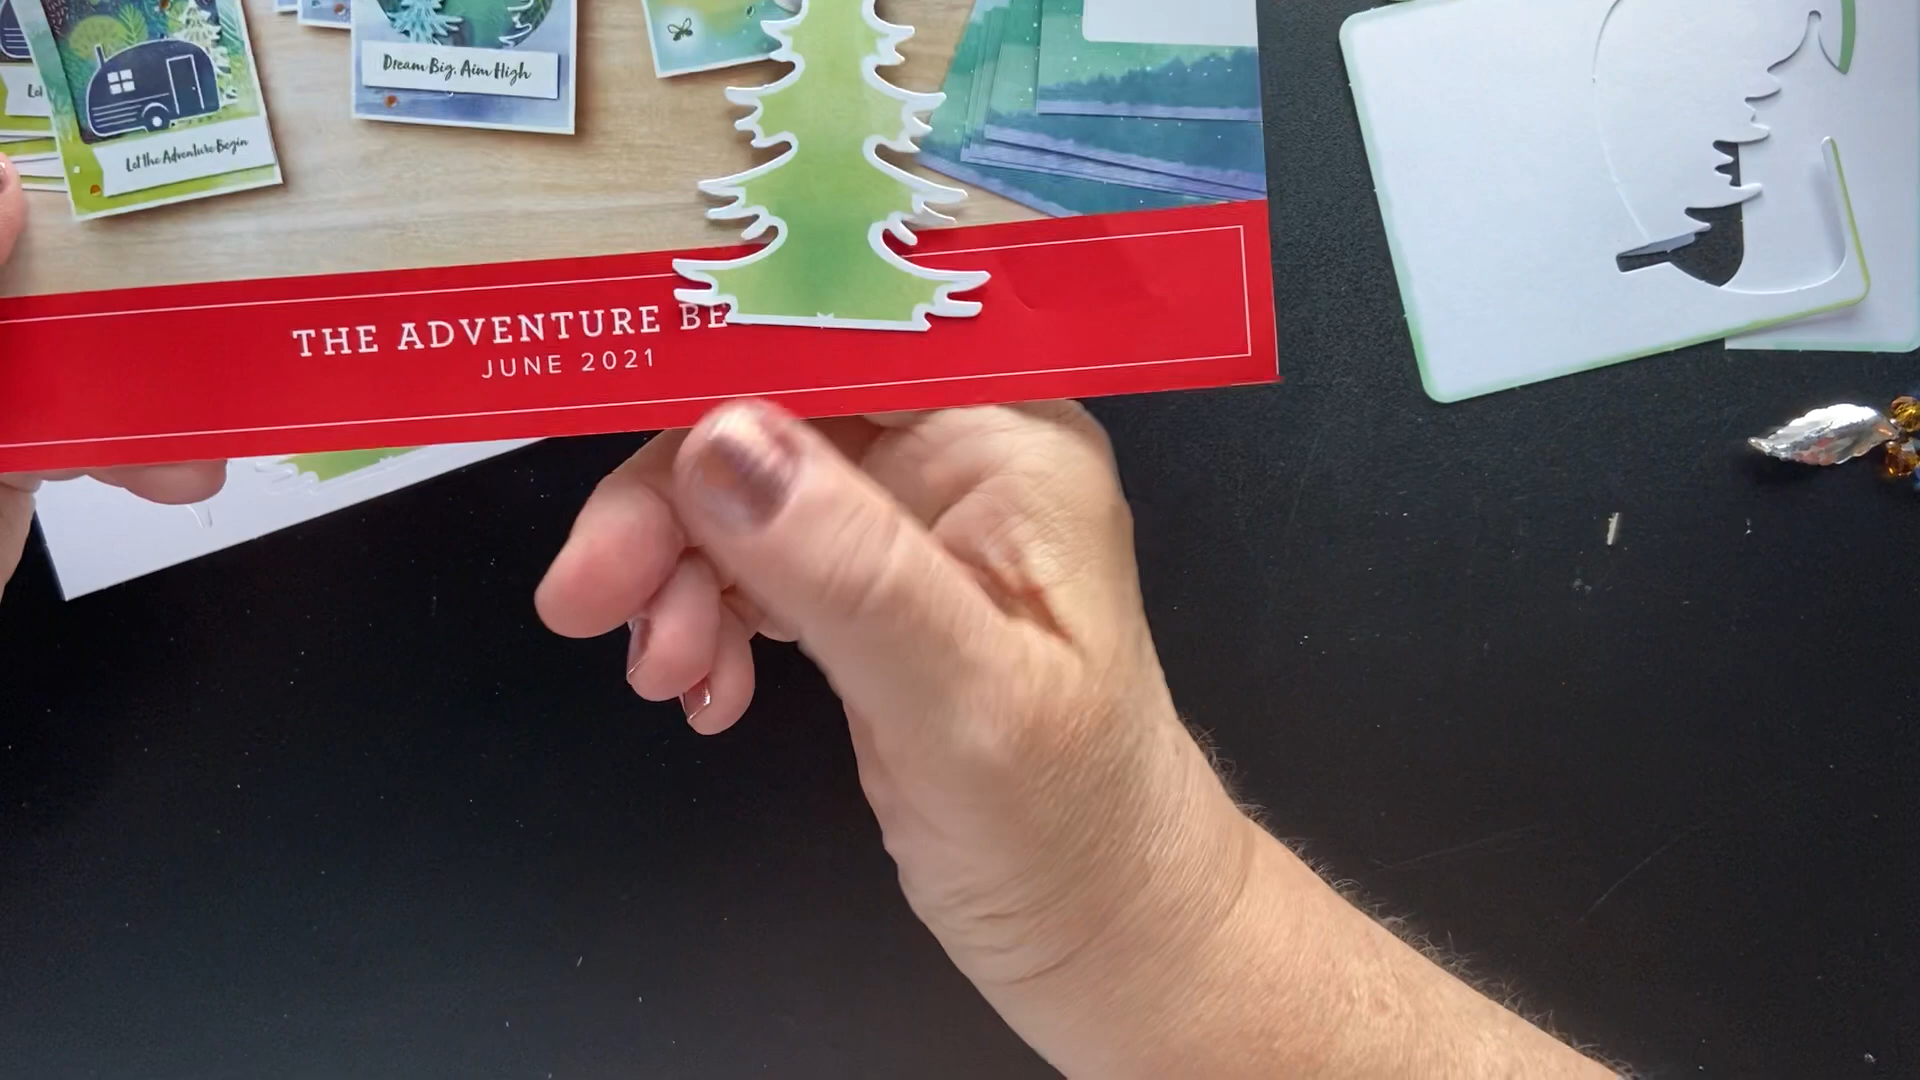 Dream Big, Aim High
Let the Adventure Begin
THE ADVENTURE BE
JUNE 2021